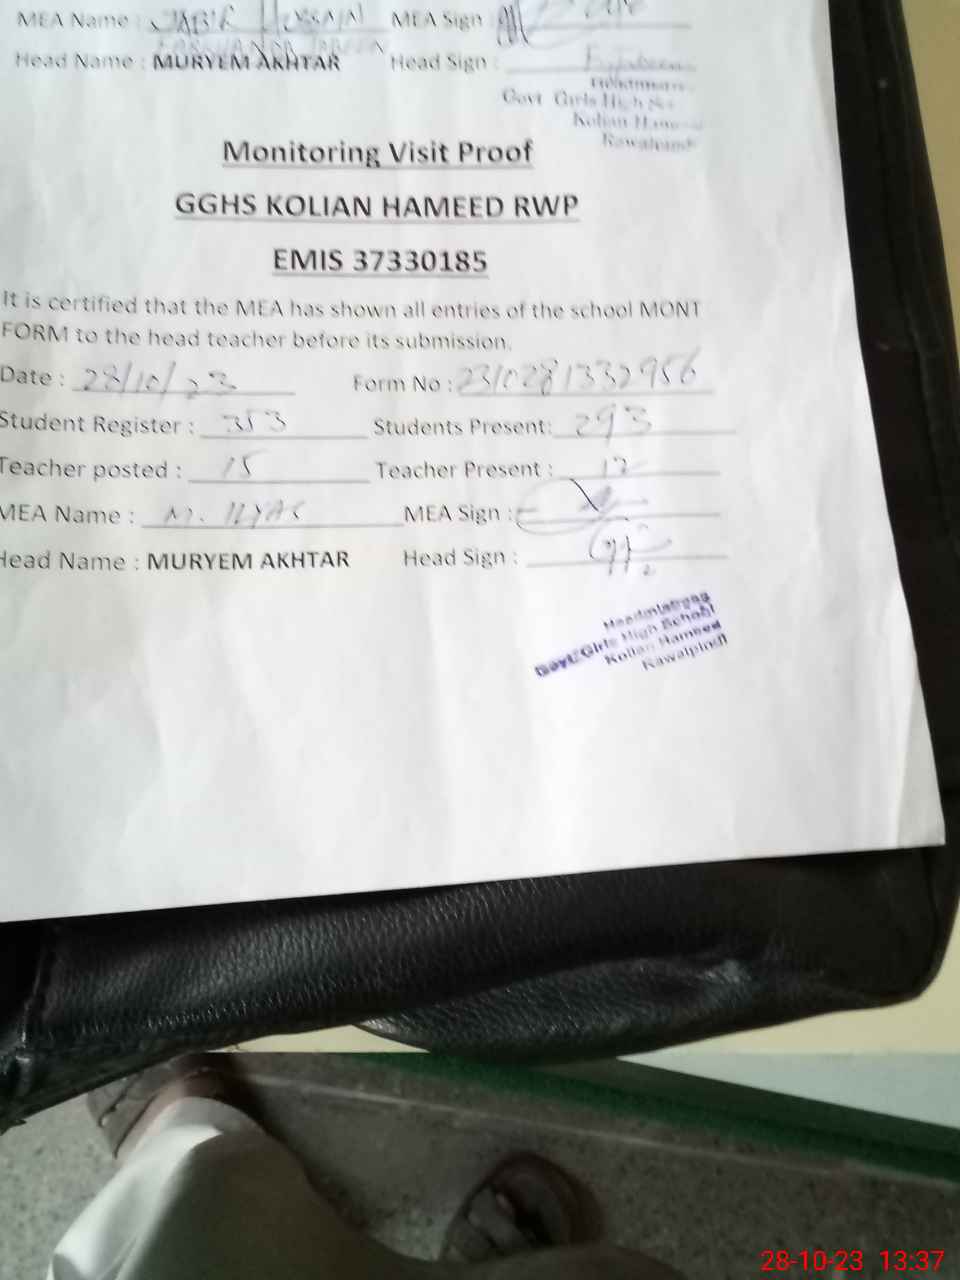 MEA Name : JABIR HUSSAIN MEA Sign :
Head Name : MURYEM AKHTAR Head Sign :
Govt Girls High
Kolian
Rawalpindi
Monitoring Visit Proof
GGHS KOLIAN HAMEED RWP
EMIS 37330185
It is certified that the MEA has shown all entries of the school MONT
FORM to the head teacher before its submission.
Date : 28/10/23 Form No : 2310281332956
Student Register : 353 Students Present: 293
Teacher posted : 15 Teacher Present : 12
MEA Name : M. ILYAS MEA Sign :
Head Name : MURYEM AKHTAR Head Sign :
Headmistress
Govt. Girls High School
Kolian Hameed
Rawalpindi
28-10-23 13:37